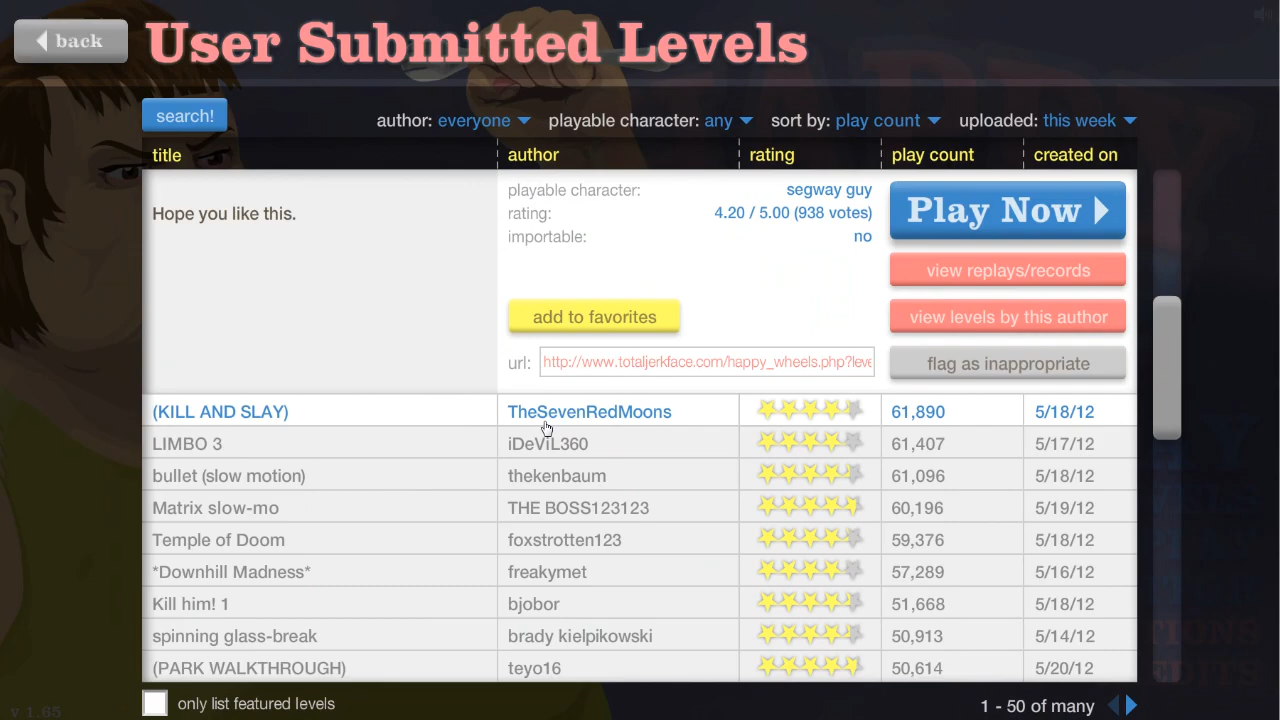 back
User Submitted Levels
search!
author: everyone playable character: any sort by: play count uploaded: this week
title author rating play count created on
Hope you like this.
playable character: segway guy
rating: 4.20 / 5.00 (938 votes)
importable: no
Play Now
view replays/records
add to favorites
view levels by this author
url: http://www.totaljerkface.com/happy_wheels.php?leve
flag as inappropriate
(KILL AND SLAY) TheSevenRedMoons 61,890 5/18/12
LIMBO 3 iDeViL360 61,407 5/17/12
bullet (slow motion) thekenbaum 61,096 5/18/12
Matrix slow-mo THE BOSS123123 60,196 5/19/12
Temple of Doom foxstrotten123 59,376 5/18/12
*Downhill Madness* freakymet 57,289 5/16/12
Kill him! 1 bjobor 51,668 5/18/12
spinning glass-break brady kielpikowski 50,913 5/14/12
(PARK WALKTHROUGH) teyo16 50,614 5/20/12
only list featured levels
1 - 50 of many
v 1.65